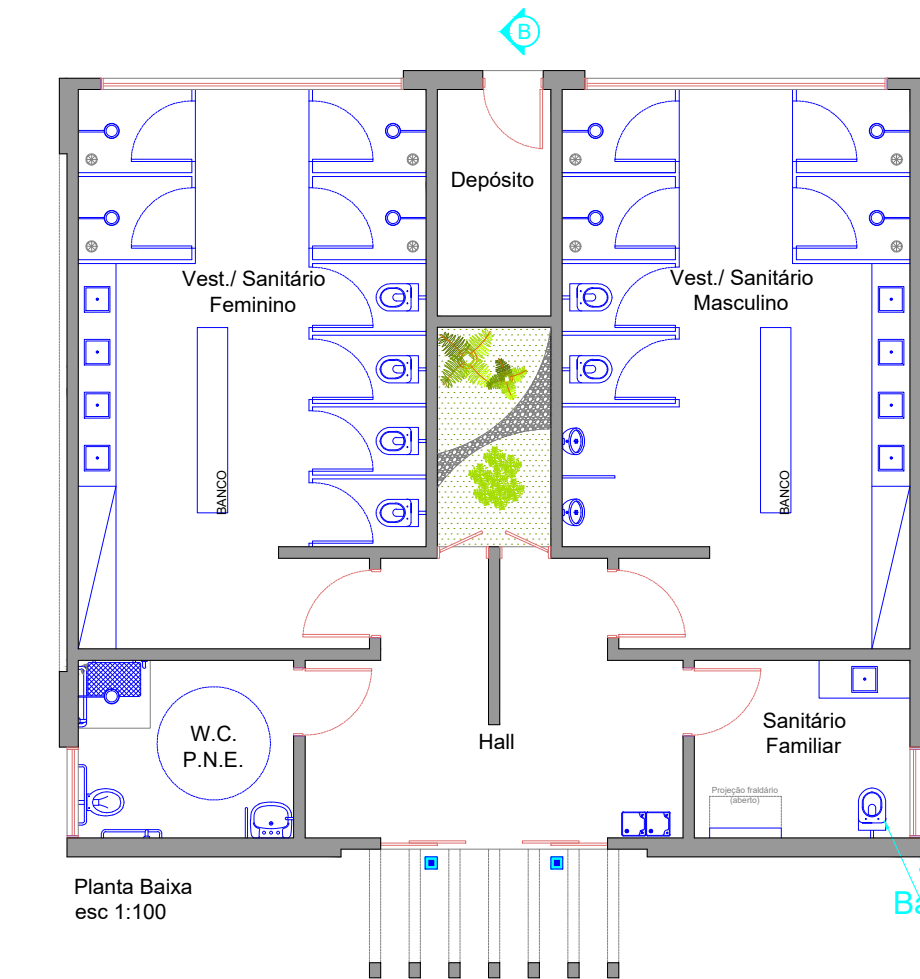 B
Depósito
Vest./ Sanitário
Feminino
Vest./ Sanitário
Masculino
BANCO
BANCO
W.C.
P.N.E.
Hall
Sanitário
Familiar
Projeção fraldário
(aberto)
Planta Baixa
esc 1:100
Ba